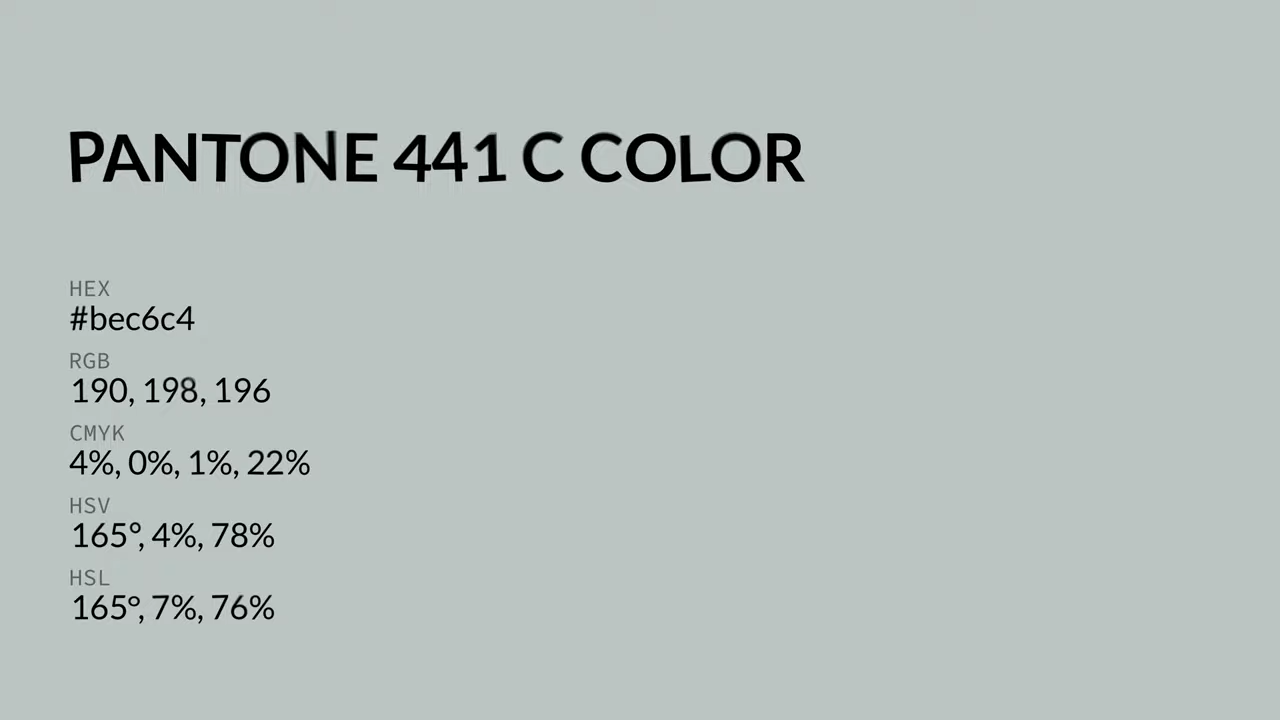 PANTONE 441 C COLOR
HEX
#bec6c4
RGB
190, 198, 196
CMYK
4%, 0%, 1%, 22%
HSV
165°, 4%, 78%
HSL
165°, 7%, 76%